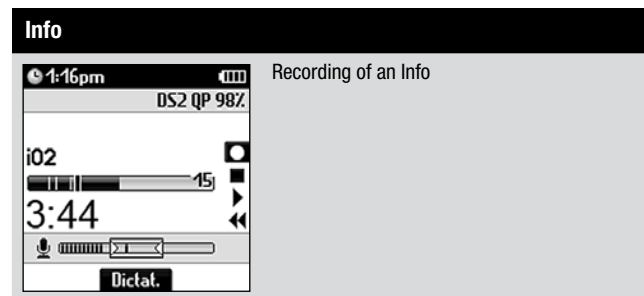 Info
1:16pm
Recording of an Info
DS2 QP 98%
i02
15
3:44
Dictat.